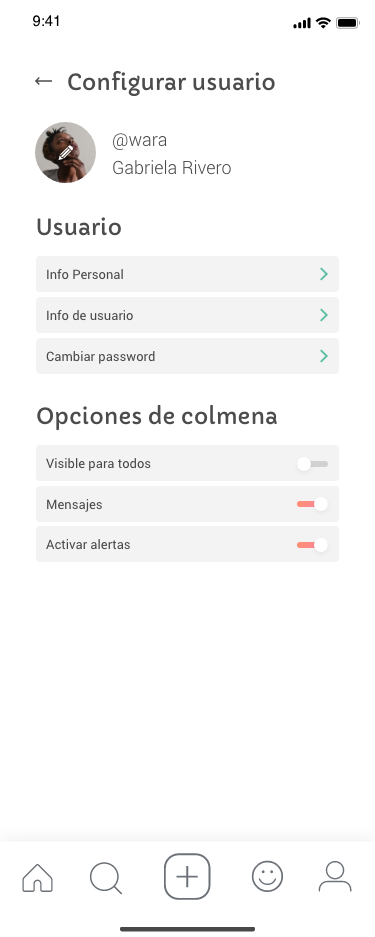 9:41
Configurar usuario
@wara
Gabriela Rivero
Usuario
Info Personal
Info de usuario
Cambiar password
Opciones de colmena
Visible para todos
Mensajes
Activar alertas